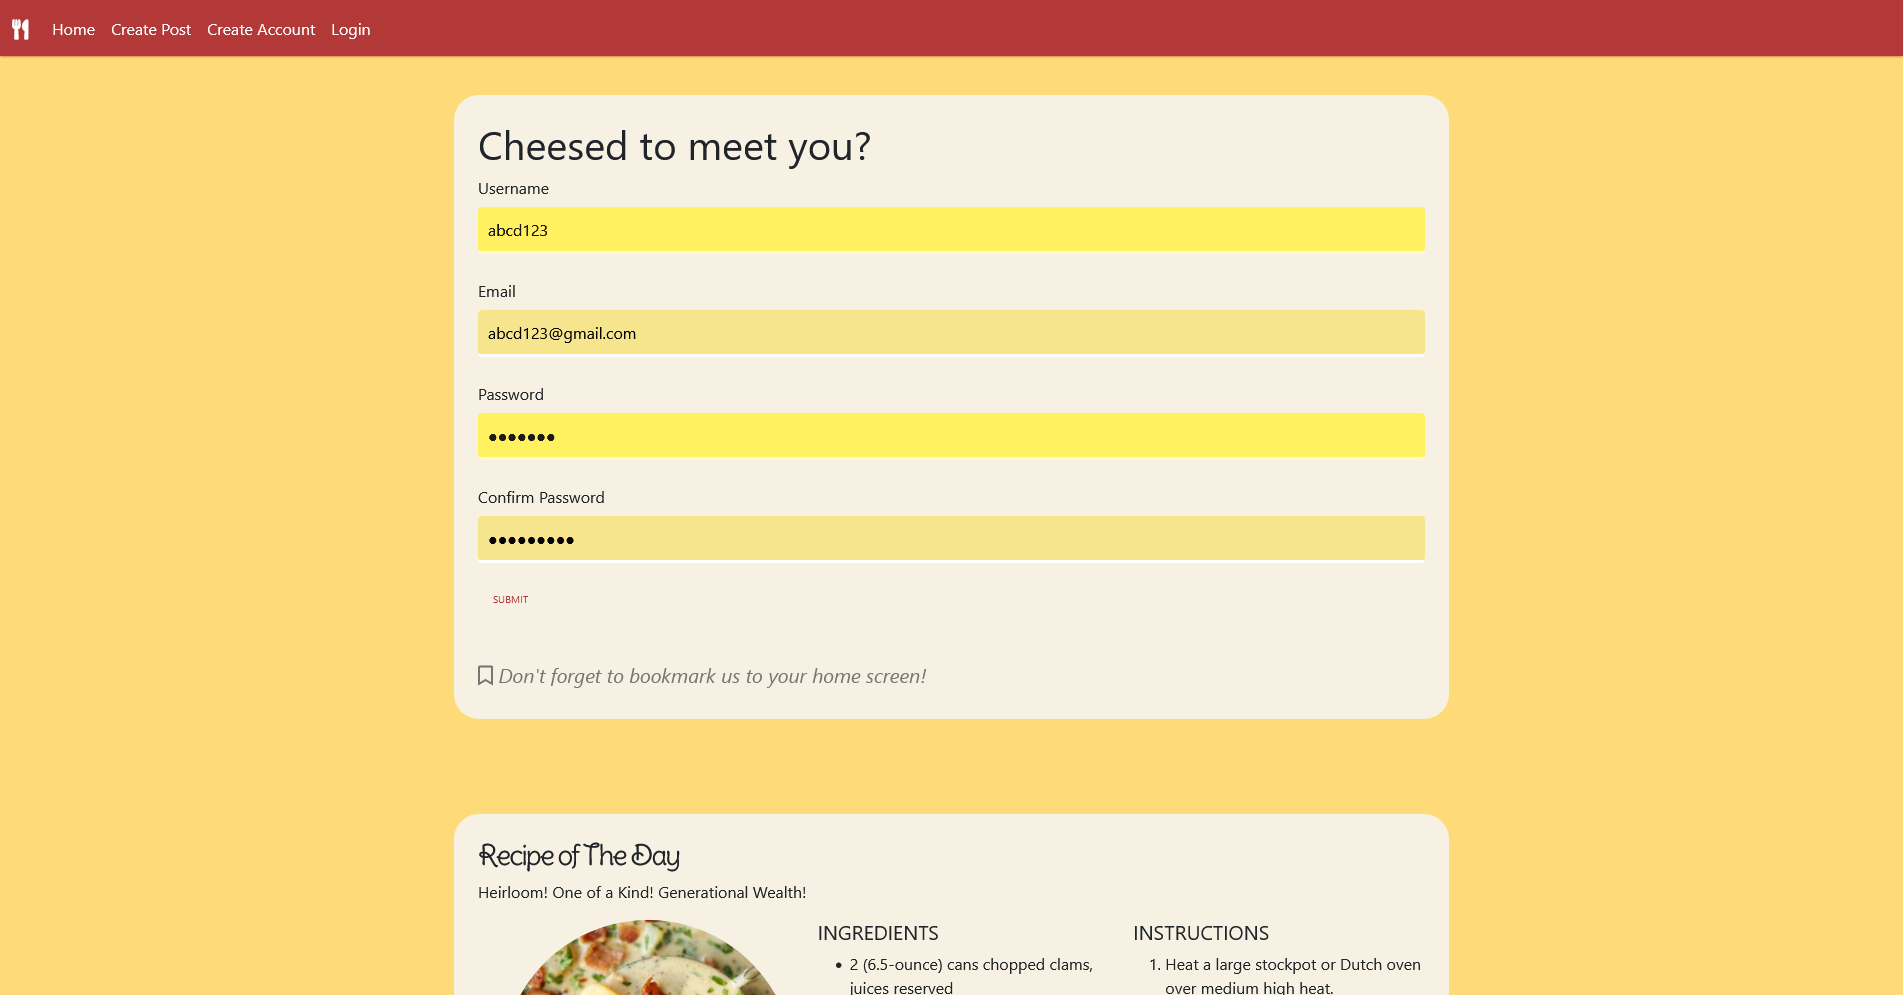 Home Create Post Create Account Login
Cheesed to meet you?
Username
abcd123
Email
abcd123@gmail.com
Password
•••••••
Confirm Password
•••••••••
SUBMIT
Don't forget to bookmark us to your home screen!
Recipe of The Day
Heirloom! One of a Kind! Generational Wealth!
INGREDIENTS
• 2 (6.5-ounce) cans chopped clams,
juices reserved
INSTRUCTIONS
1. Heat a large stockpot or Dutch oven
over medium high heat.